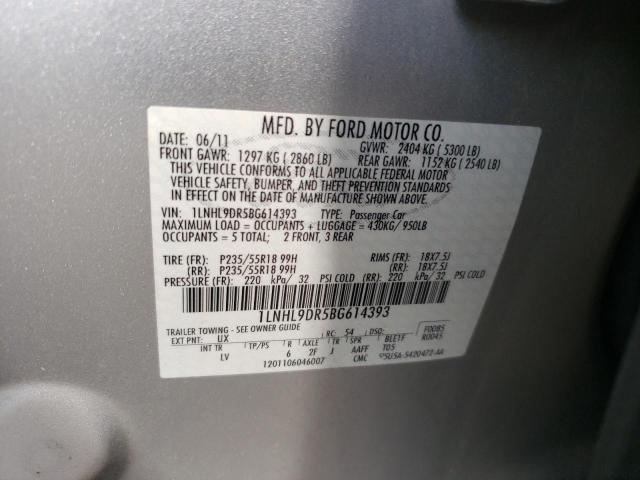 MFD. BY FORD MOTOR CO.
DATE: 06/11 GVWR: 2404 KG ( 5300 LB)
FRONT GAWR: 1297 KG ( 2860 LB) REAR GAWR: 1152 KG ( 2540 LB)
THIS VEHICLE CONFORMS TO ALL APPLICABLE FEDERAL MOTOR
VEHICLE SAFETY, BUMPER, AND THEFT PREVENTION STANDARDS
IN EFFECT ON THE DATE OF MANUFACTURE SHOWN ABOVE.
VIN: 1LNHL9DR5BG614393 TYPE: Passenger Car
MAXIMUM LOAD = OCCUPANTS + LUGGAGE = 430KG/ 950LB
OCCUPANTS = 5 TOTAL; 2 FRONT, 3 REAR
TIRE (FR): P235/55R18 99H RIMS (FR): 18X7.5J
(RR): P235/55R18 99H (RR): 18X7.5J
PRESSURE (FR): 220 kPa/ 32 PSI COLD (RR): 220 kPa/ 32 PSI COLD
1LNHL9DR5BG614393
TRAILER TOWING - SEE OWNER GUIDE
EXT PNT: UX RC: 54 DSO: F0085
INT TR TP/PS R AXLE TR SPR BLE1F R0045
LV 6 2F J AAFF T05
1201106046007 CMC 5U5A-5420472-AA